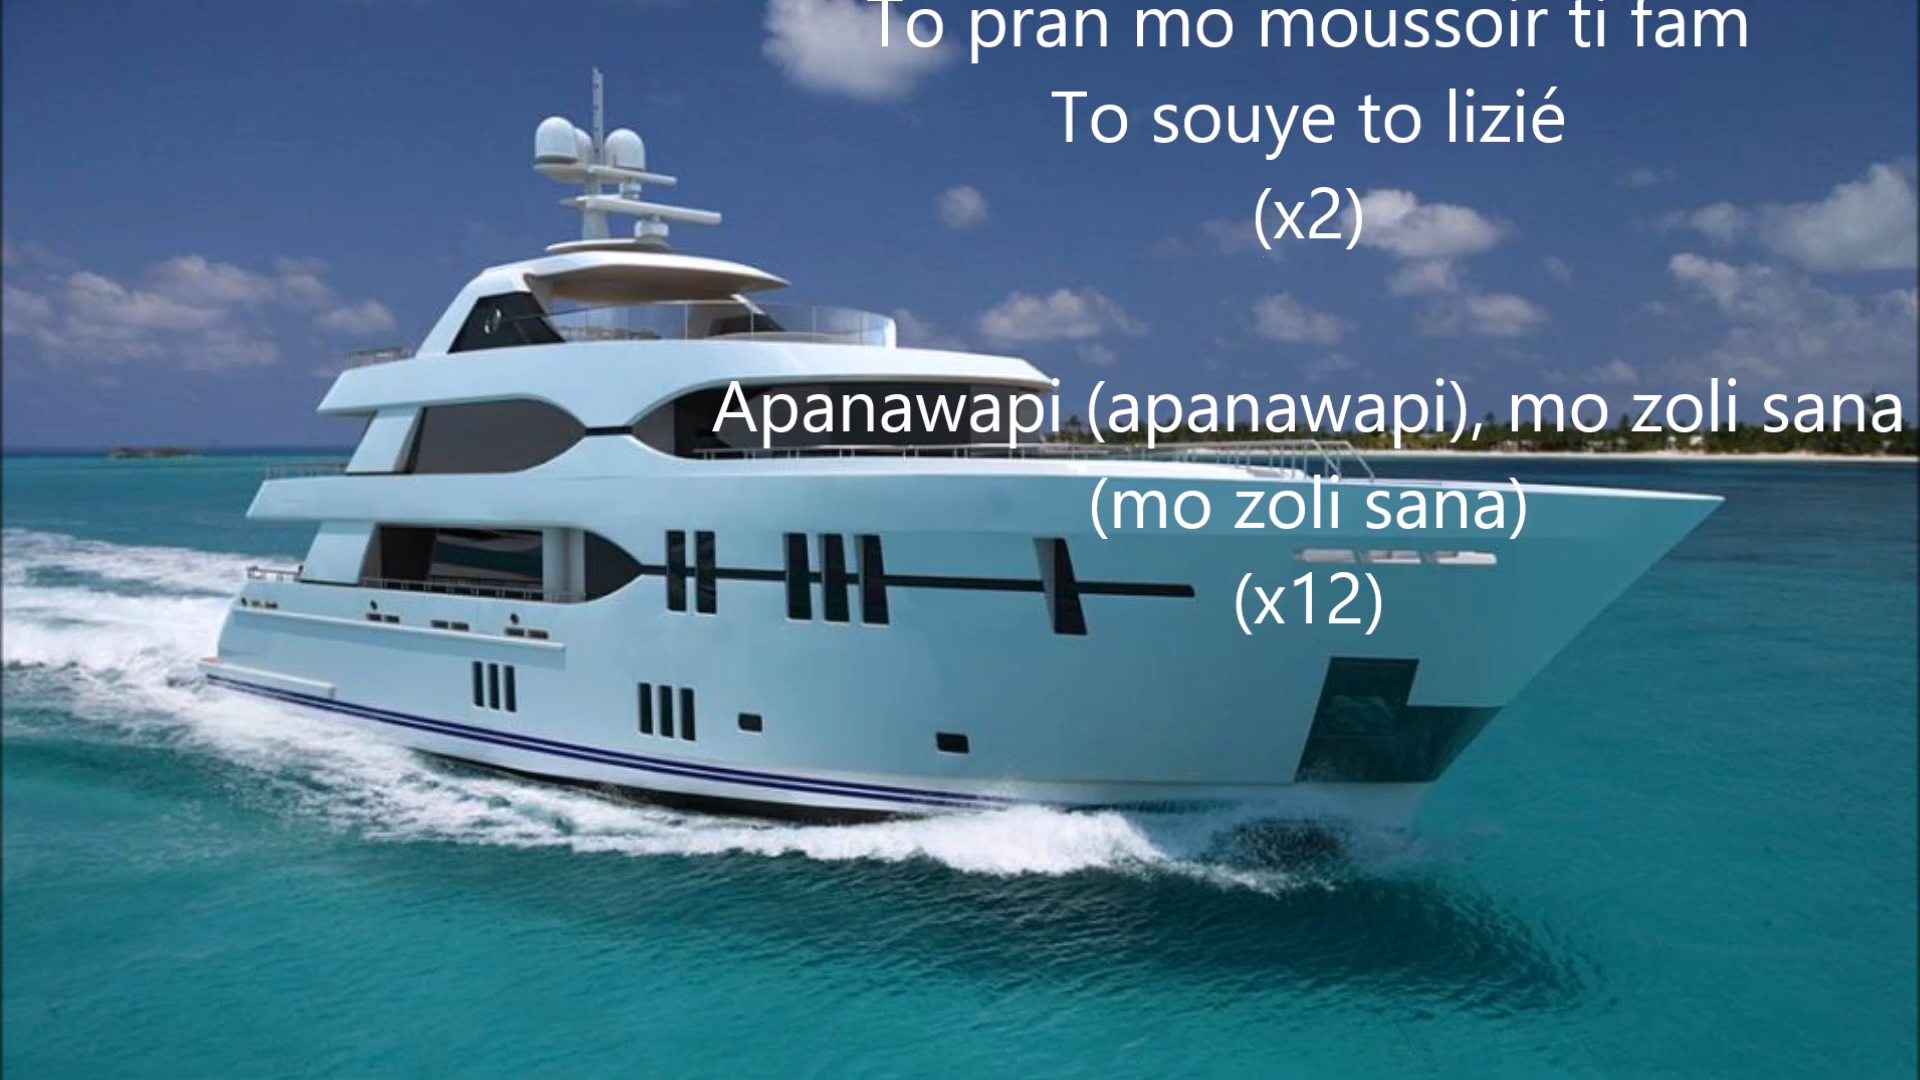 To pran mo moussoir ti fam
To souye to lizié
(x2)
Apanawapi (apanawapi), mo zoli sana
(mo zoli sana)
(x12)